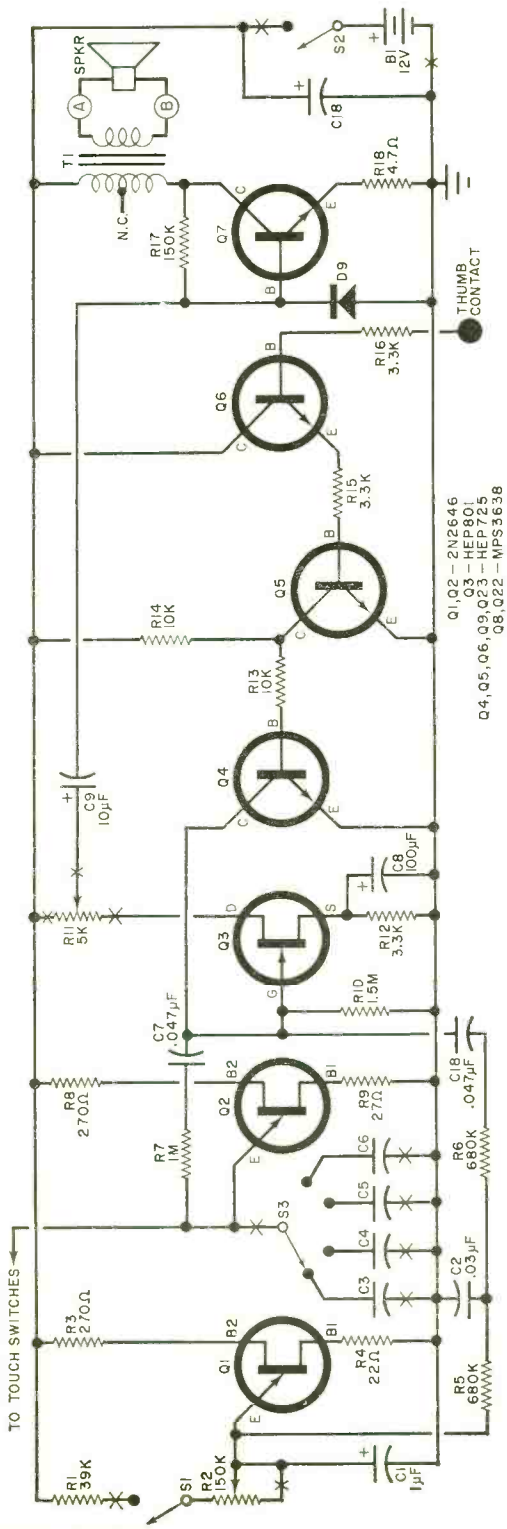 TO TOUCH SWITCHES
R1
39K
S1
R2
150K
C1
1µF
+
R3
270Ω
Q1
E
B2
B1
R4
22Ω
R5
680K
C2
.03µF
C3
C4
C5
C6
S3
R7
1M
C7
.047µF
R8
270Ω
Q2
E
B2
B1
R9
27Ω
R6
680K
C18
.047µF
R10
1.5M
R11
5K
Q3
G
D
S
R12
3.3K
C8
100µF
+
C9
10µF
+
Q4
C
B
E
R13
10K
R14
10K
Q5
C
B
E
R15
3.3K
Q6
C
B
E
R16
3.3K
THUMB
CONTACT
D9
R17
150K
Q7
C
B
E
R18
4.7Ω
N.C.
T1
A
B
SPKR
C18
+
S2
B1
12V
+
Q1,Q2 – 2N2646
Q3 – HEP801
Q4,Q5,Q6,Q9,Q23 – HEP725
Q8,Q22 – MPS3638